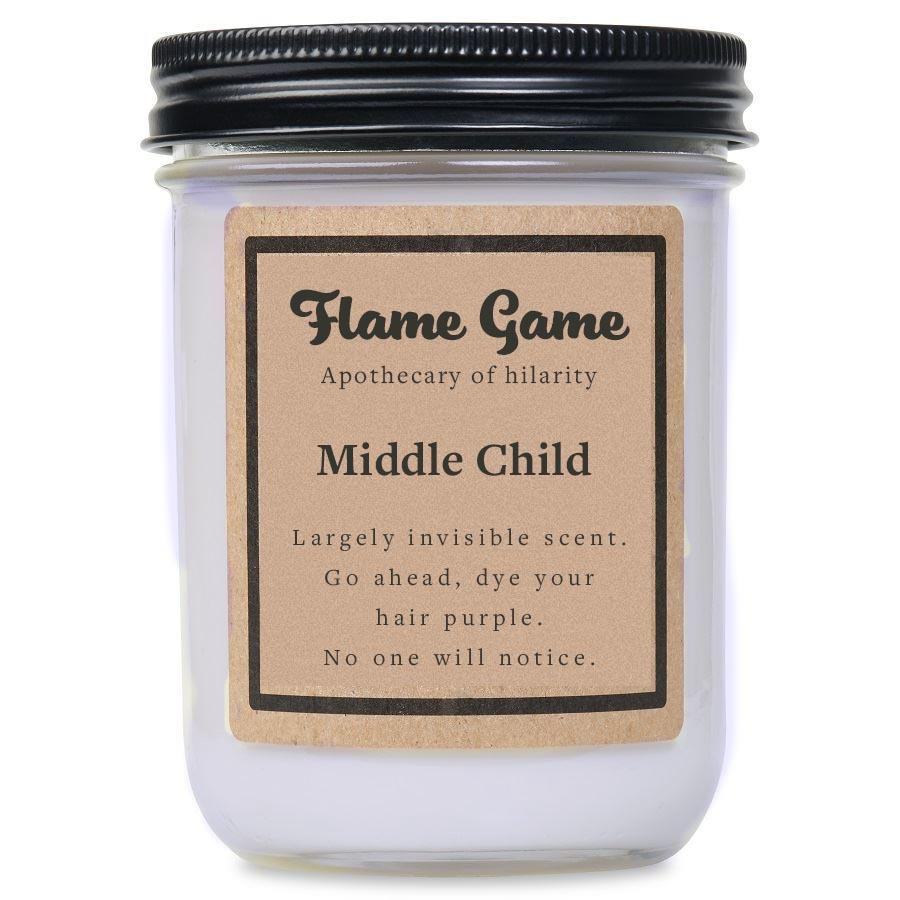 Flame Game
Apothecary of hilarity
Middle Child
Largely invisible scent.
Go ahead, dye your
hair purple.
No one will notice.